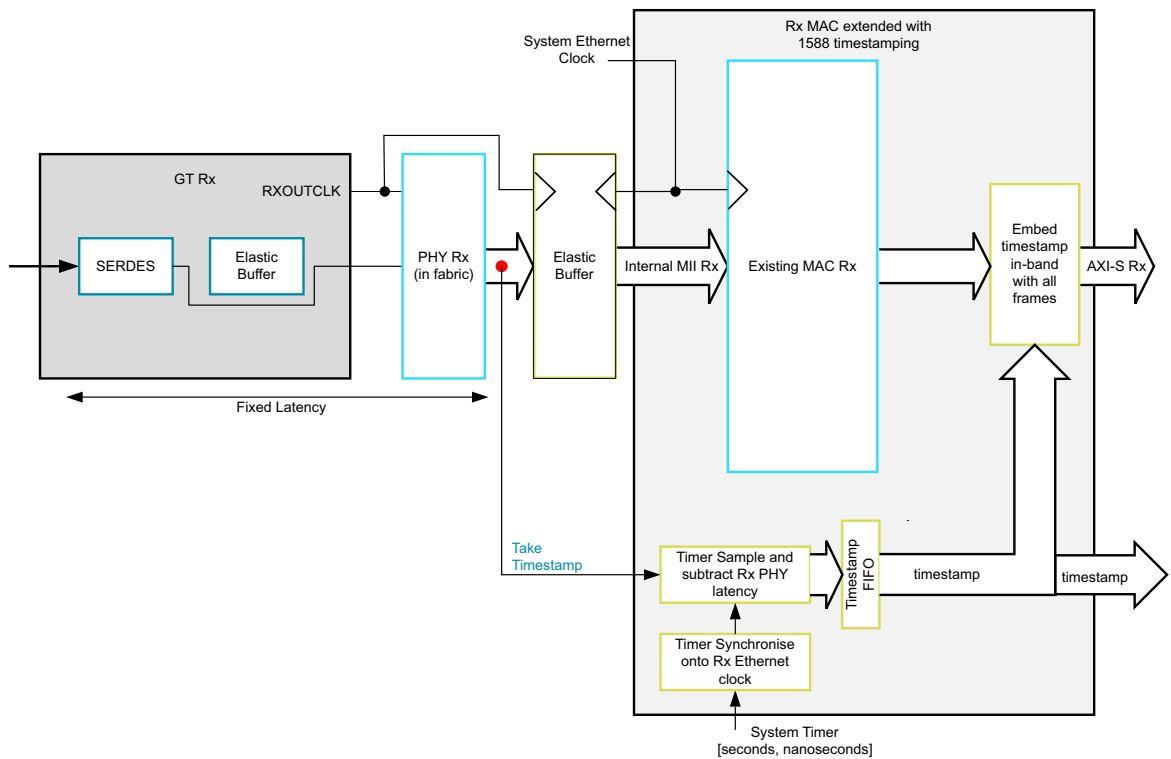 Rx MAC extended with
1588 timestamping
System Ethernet
Clock
GT Rx
RXOUTCLK
SERDES
Elastic
Buffer
PHY Rx
(in fabric)
Elastic
Buffer
Internal MII Rx
Existing MAC Rx
Embed
timestamp
in-band
with all
frames
AXI-S Rx
Fixed Latency
Take
Timestamp
Timer Sample and
subtract Rx PHY
latency
Timestamp
FIFO
timestamp
timestamp
Timer Synchronise
onto Rx Ethernet
clock
System Timer
[seconds, nanoseconds]